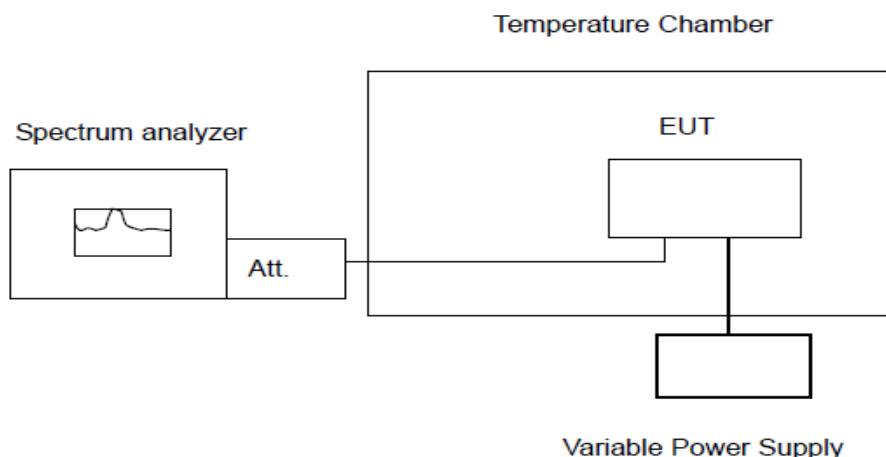 Temperature Chamber
Spectrum analyzer
EUT
Att.
Variable Power Supply